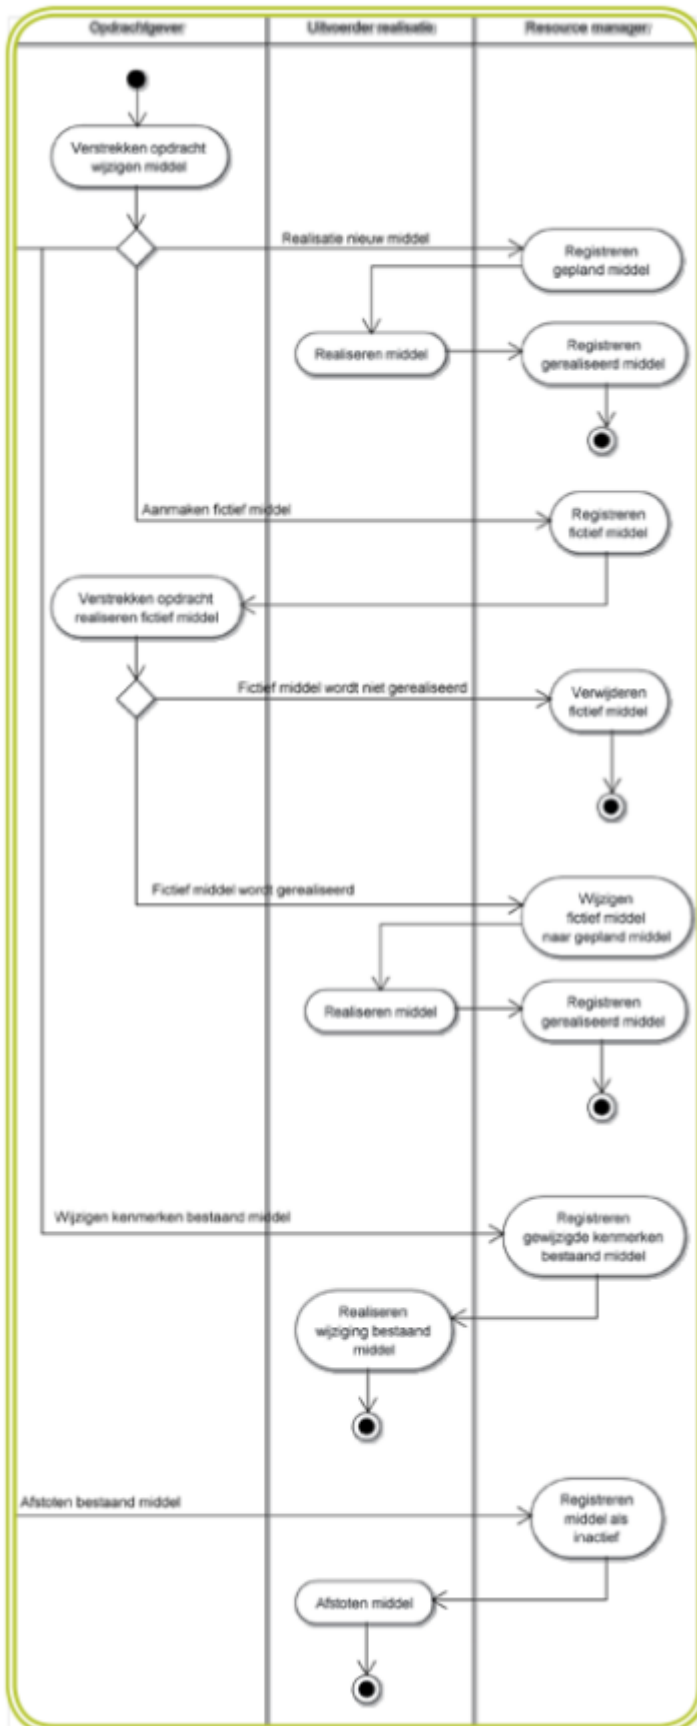 Opdrachtgever
Uitvoerder realisatie
Resource manager
Verstrekken opdracht
wijzigen middel
Realisatie nieuw middel
Registreren
gepland middel
Realiseren middel
Registreren
gerealiseerd middel
Aanmaken fictief middel
Registreren
fictief middel
Verstrekken opdracht
realiseren fictief middel
Fictief middel wordt niet gerealiseerd
Verwijderen
fictief middel
Fictief middel wordt gerealiseerd
Wijzigen
fictief middel
naar gepland middel
Realiseren middel
Registreren
gerealiseerd middel
Wijzigen kenmerken bestaand middel
Registreren
gewijzigde kenmerken
bestaand middel
Realiseren
wijziging bestaand
middel
Afstoten bestaand middel
Registreren
middel als
inactief
Afstoten middel